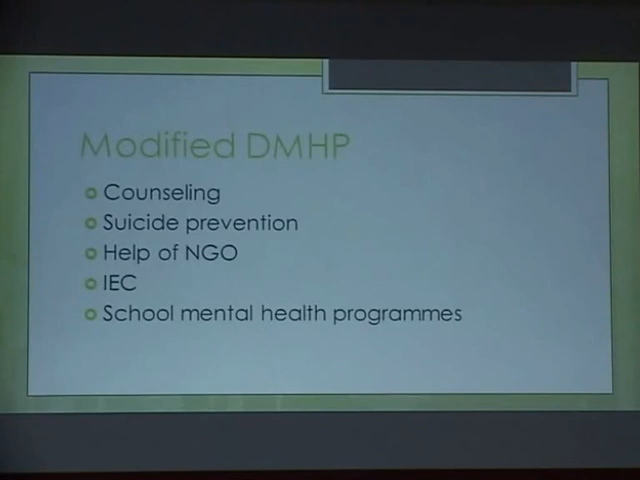 Modified DMHP
Counseling
Suicide prevention
Help of NGO
IEC
School mental health programmes